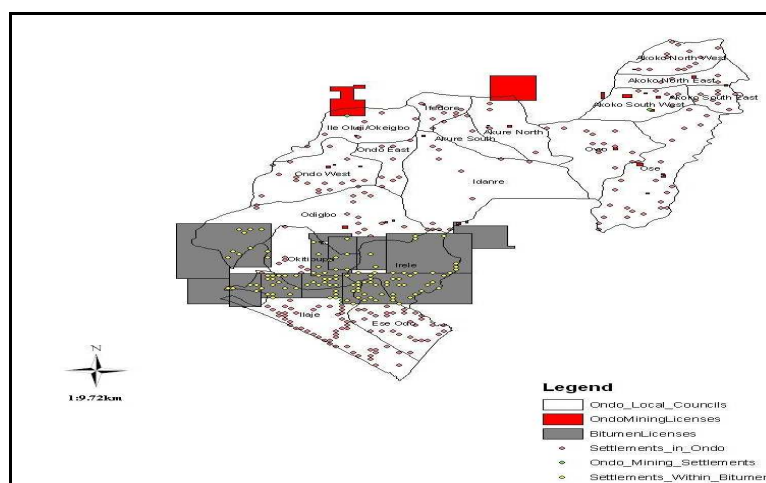 Akoko North West
Akoko North East
Akoko South East
Akoko South West
Ifedore
Ile Oluji/Okeigbo
Akure North
Akure South
Ondo East
Owo
Ose
Ondo West
Idanre
Odigbo
Okitipupa
Irele
Ilaje
Ese Odo
N
1:9.72km
Legend
Ondo_Local_Councils
OndoMiningLicenses
BitumenLicenses
Settlements_in_Ondo
Ondo_Mining_Settlements
Settlements_Within_Bitumen